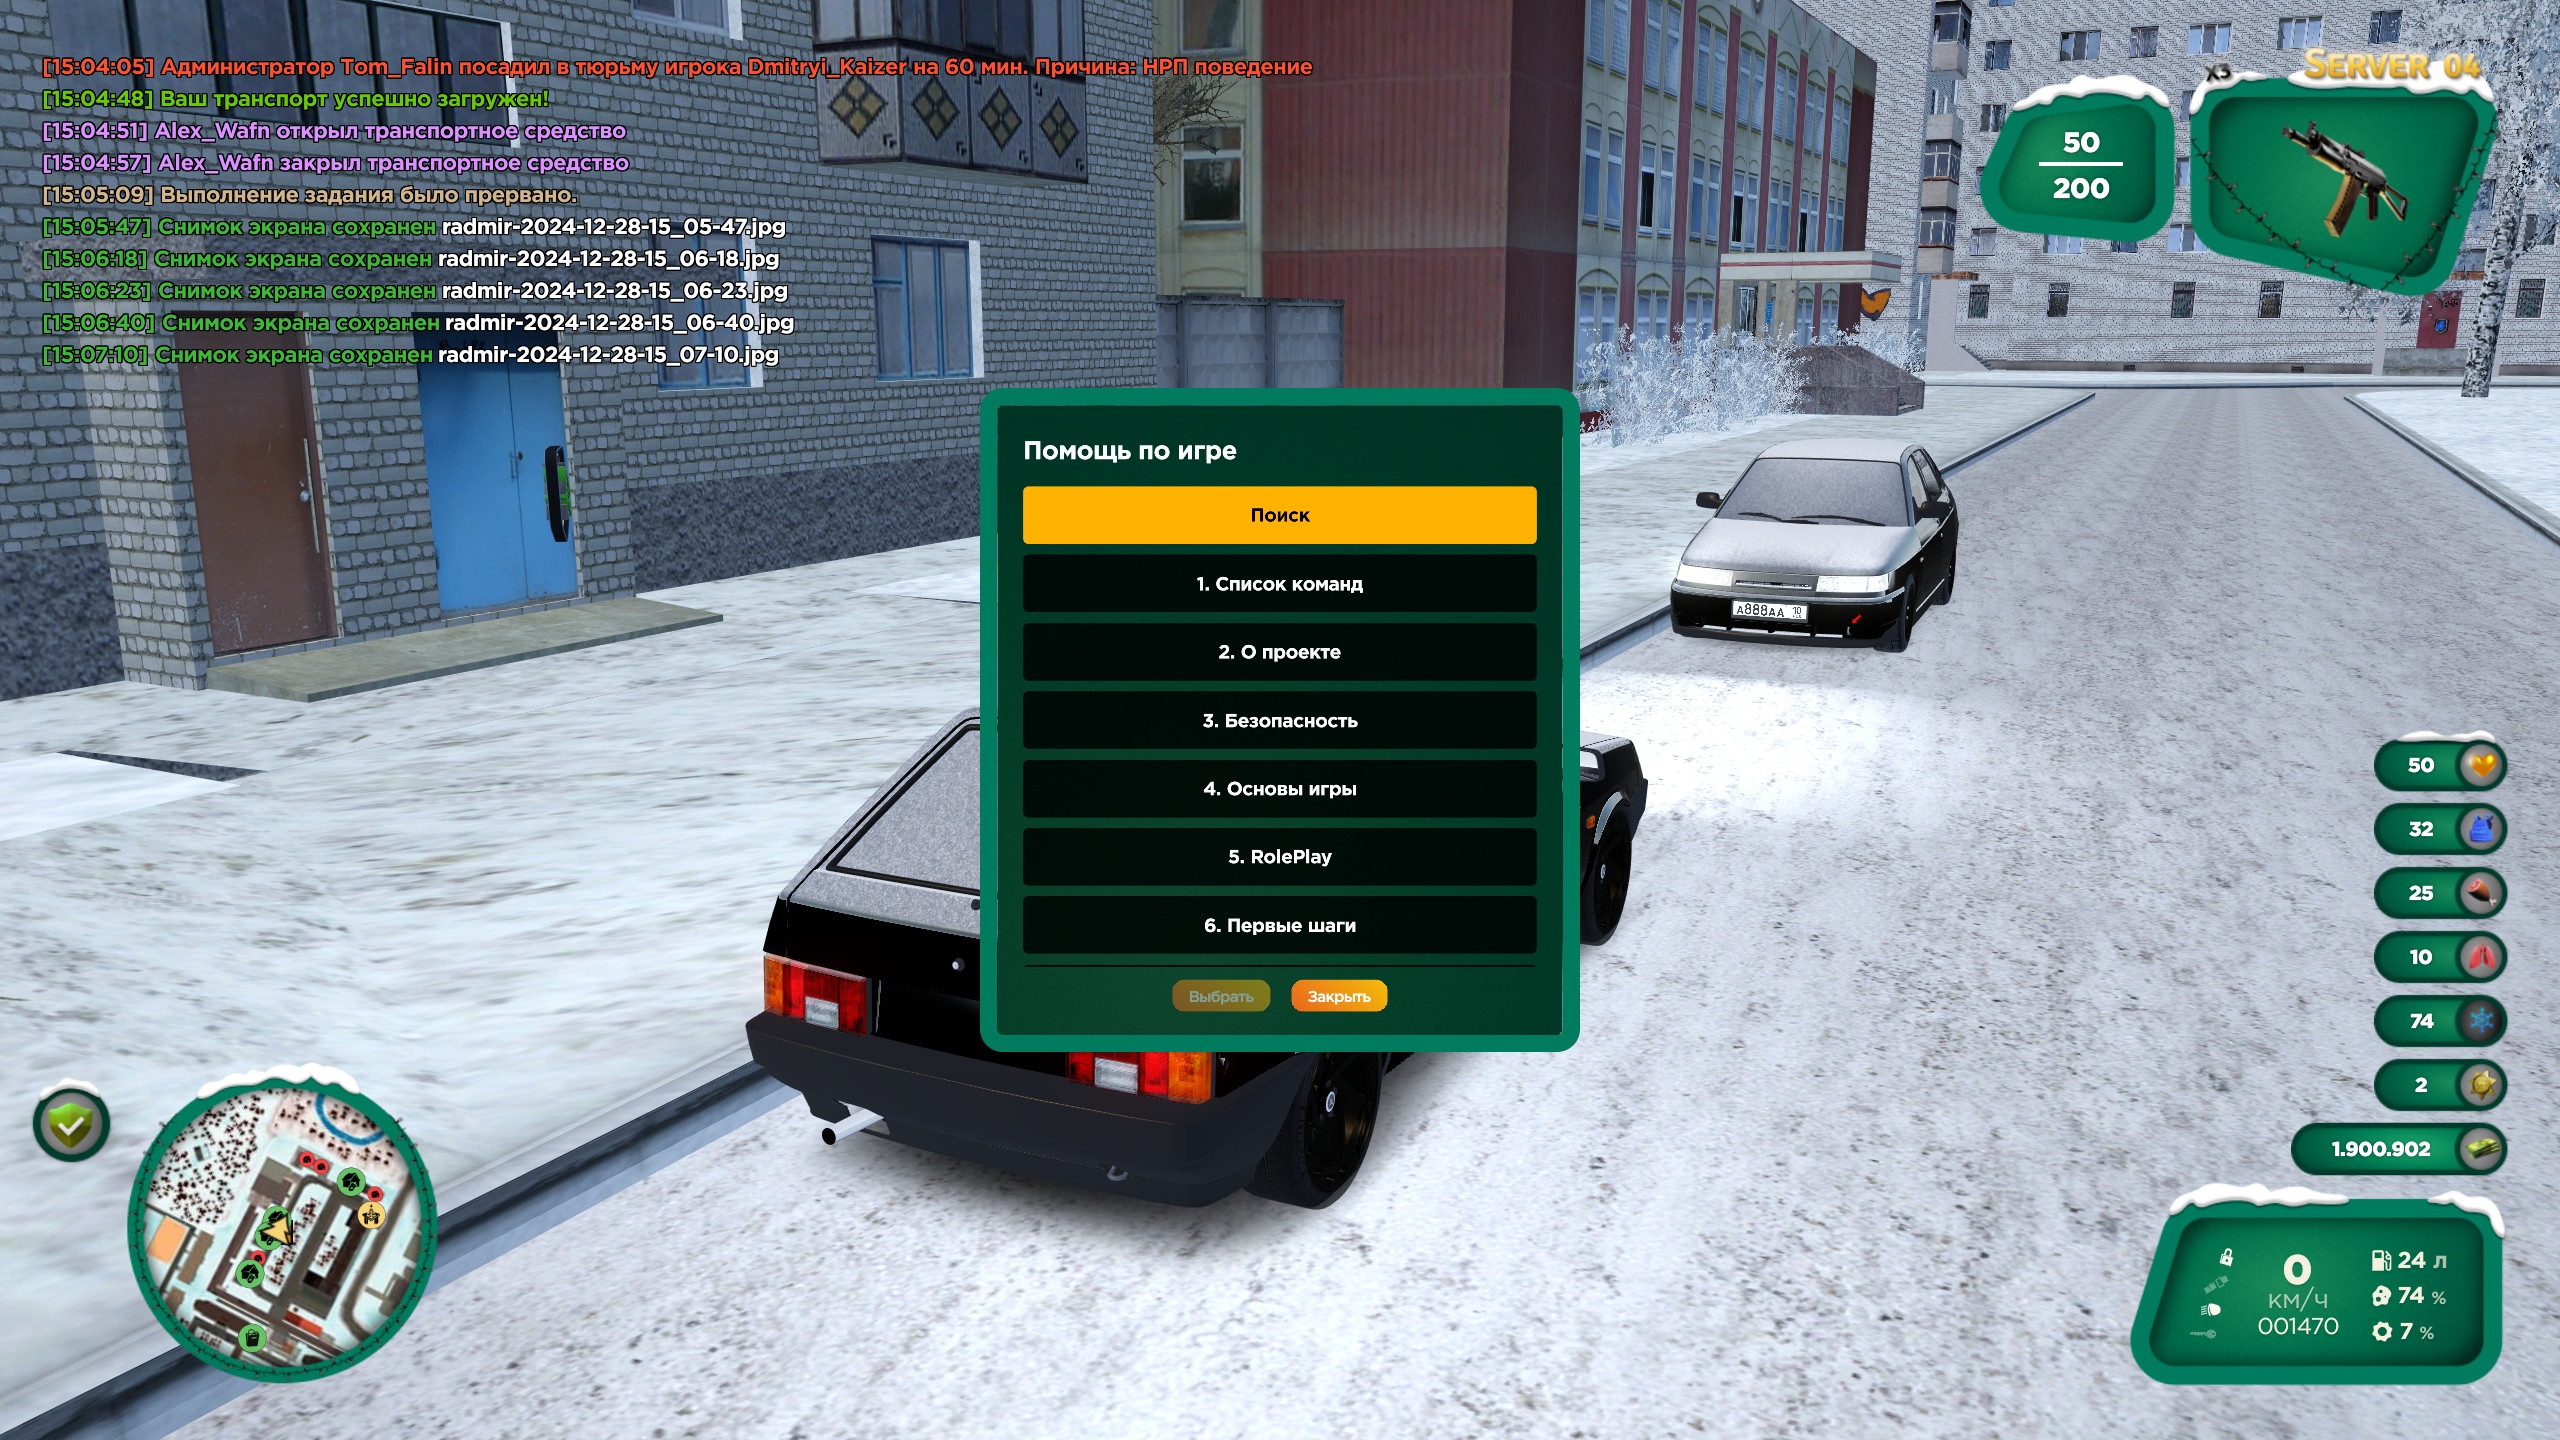 [15:04:05] Администратор Tom_Falin посадил в тюрьму игрока Dmitryi_Kaizer на 60 мин. Причина: НРП поведение
[15:04:48] Ваш транспорт успешно загружен!
[15:04:51] Alex_Wafn открыл транспортное средство
[15:04:57] Alex_Wafn закрыл транспортное средство
[15:05:09] Выполнение задания было прервано.
[15:05:47] Снимок экрана сохранен radmir-2024-12-28-15_05-47.jpg
[15:06:18] Снимок экрана сохранен radmir-2024-12-28-15_06-18.jpg
[15:06:23] Снимок экрана сохранен radmir-2024-12-28-15_06-23.jpg
[15:06:40] Снимок экрана сохранен radmir-2024-12-28-15_06-40.jpg
[15:07:10] Снимок экрана сохранен radmir-2024-12-28-15_07-10.jpg
X3
SERVER 04
50
200
Помощь по игре
Поиск
1. Список команд
2. О проекте
3. Безопасность
4. Основы игры
5. RolePlay
6. Первые шаги
Выбрать
Закрыть
А888АА 10
50
32
25
10
74
2
1.900.902
0
КМ/Ч
001470
24 л
74 %
7 %